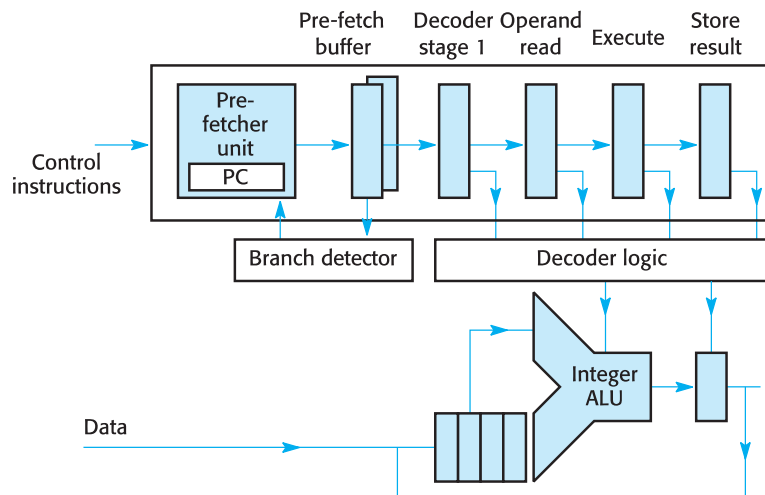 Pre-fetch
buffer
Decoder
stage 1
Operand
read
Execute
Store
result
Pre-
fetcher
unit
PC
Control
instructions
Branch detector
Decoder logic
Integer
ALU
Data